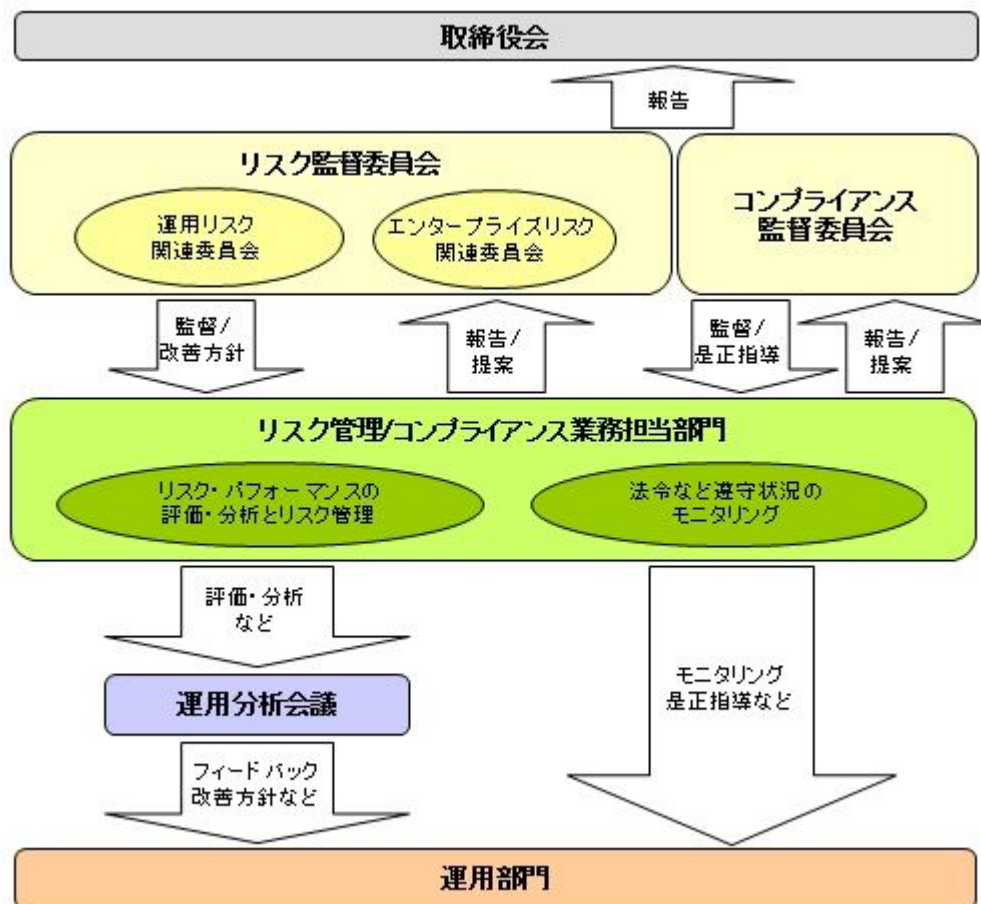 取締役会
報告
リスク監督委員会
運用リスク
関連委員会
エンタープライズリスク
関連委員会
コンプライアンス
監督委員会
監督/
改善方針
報告/
提案
監督/
是正指導
報告/
提案
リスク管理/コンプライアンス業務担当部門
リスク・パフォーマンスの
評価・分析とリスク管理
法令など遵守状況の
モニタリング
評価・分析
など
運用分析会議
モニタリング
是正指導など
フィードバック
改善方針など
運用部門